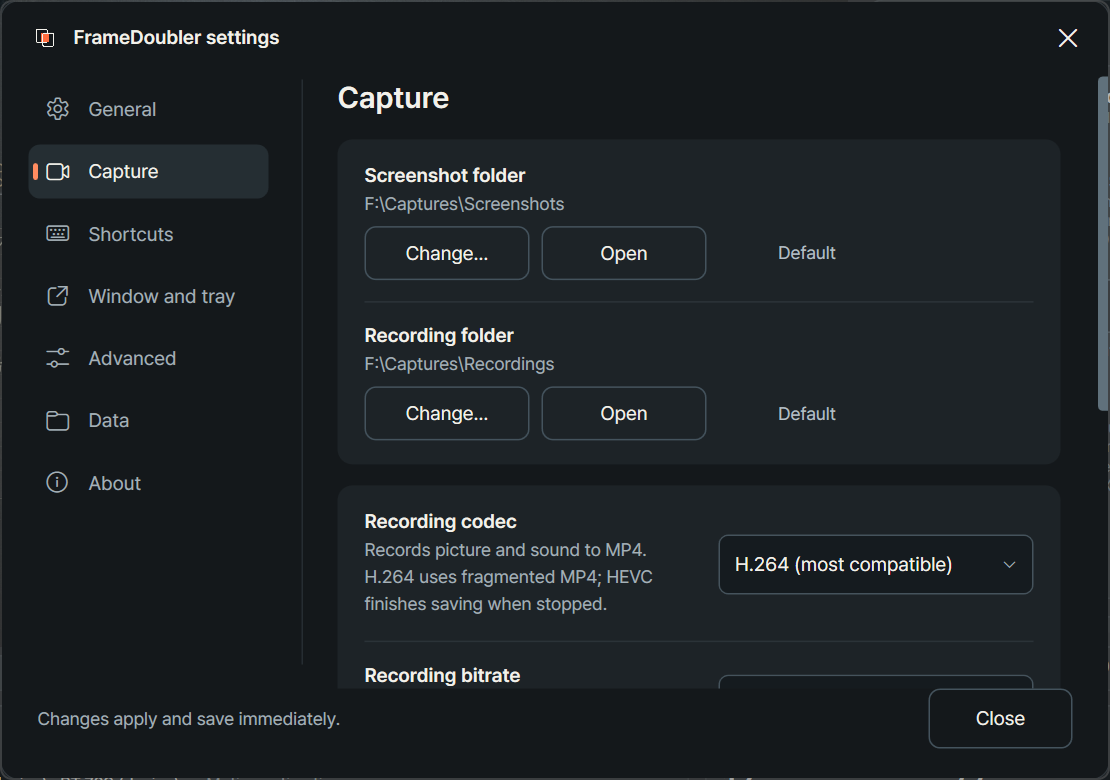 FrameDoubler settings
General
Capture
Shortcuts
Window and tray
Advanced
Data
About
Capture
Screenshot folder
F:\Captures\Screenshots
Change...
Open
Default
Recording folder
F:\Captures\Recordings
Change...
Open
Default
Recording codec
Records picture and sound to MP4.
H.264 uses fragmented MP4; HEVC
finishes saving when stopped.
H.264 (most compatible)
Recording bitrate
Changes apply and save immediately.
Close